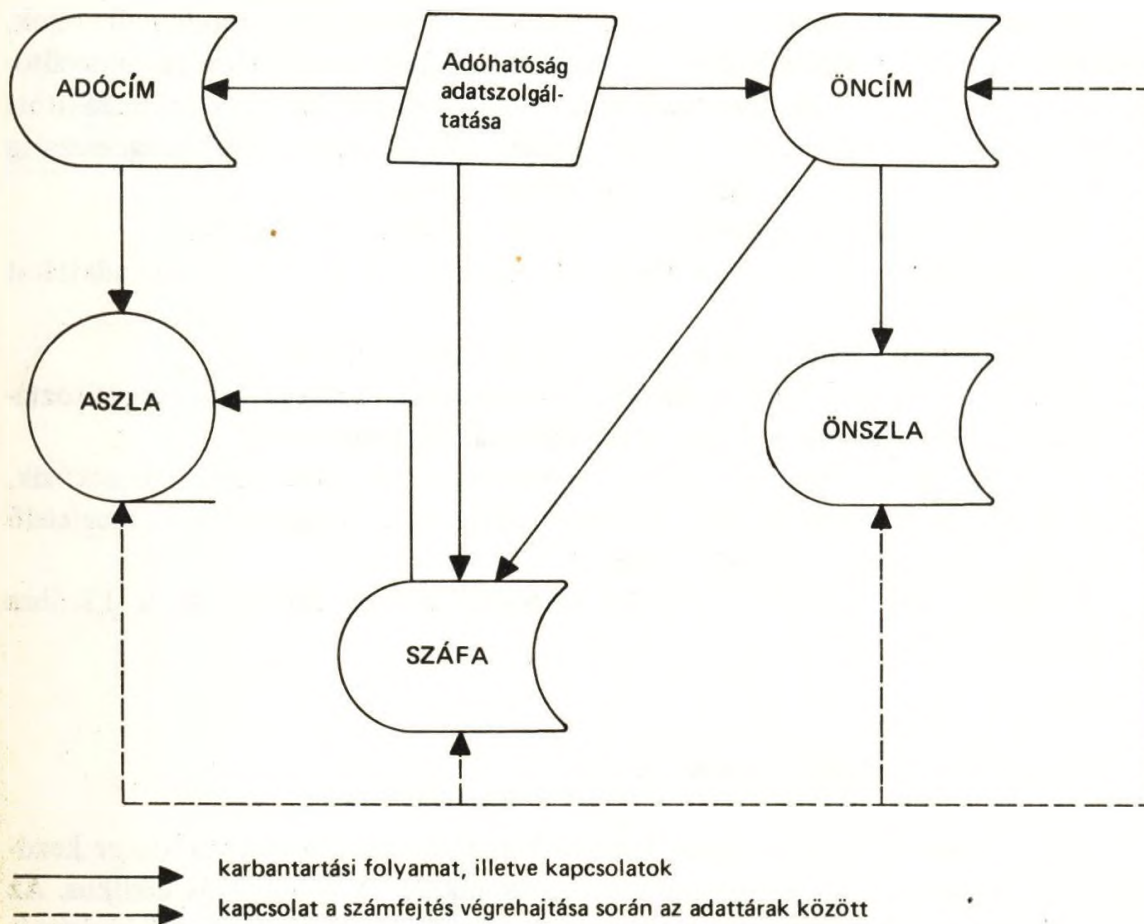 ADÓCÍM
Adóhatóság
adatszolgál-
tatása
ÖNCÍM
ASZLA
ÖNSZLA
SZÁFA
karbantartási folyamat, illetve kapcsolatok
kapcsolat a számfejtés végrehajtása során az adattárak között